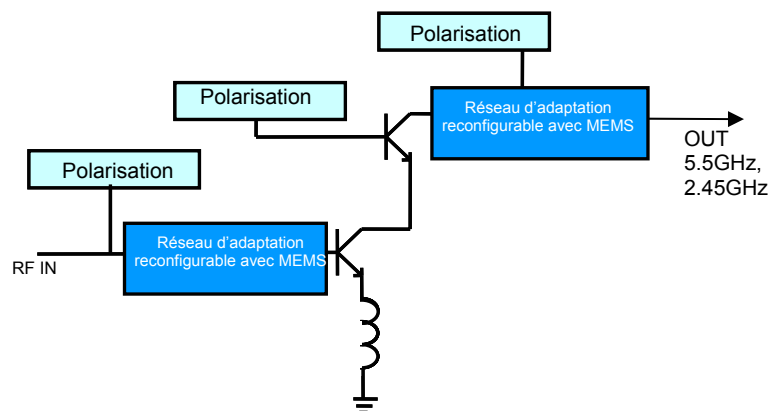 Polarisation
Polarisation
Réseau d'adaptation
reconfigurable avec MEMS
OUT
5.5GHz,
2.45GHz
Polarisation
Réseau d'adaptation
reconfigurable avec MEMS
RF IN